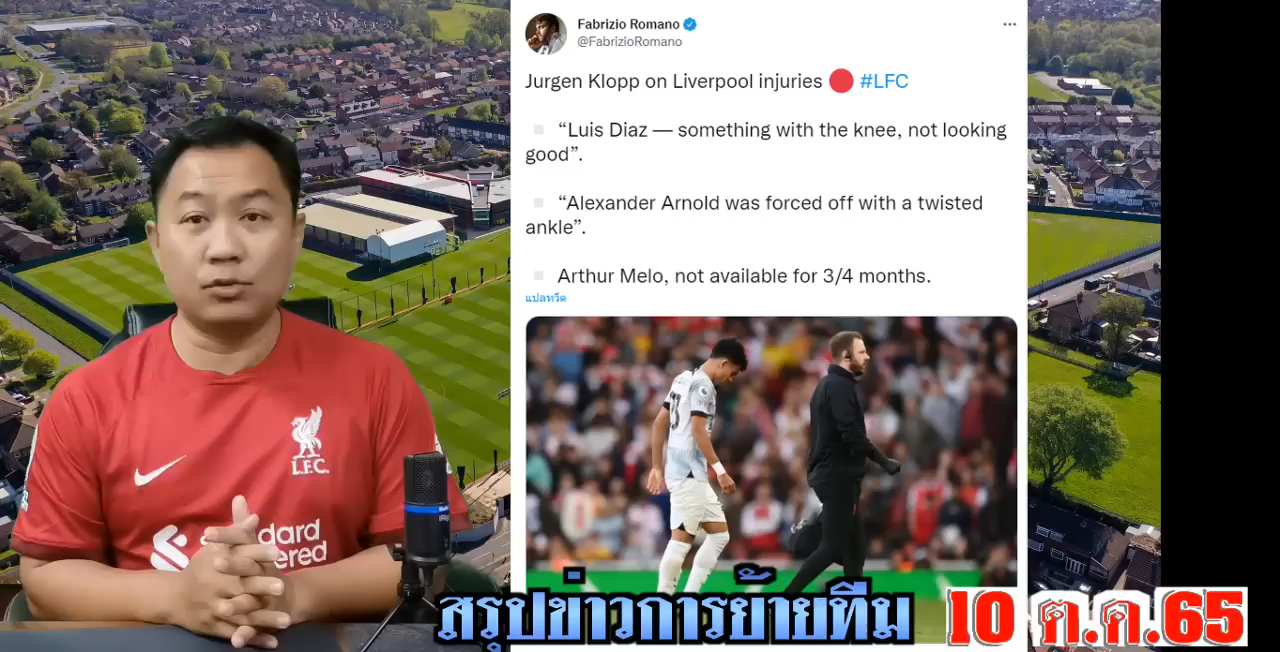 Fabrizio Romano
@FabrizioRomano
Jurgen Klopp on Liverpool injuries 🔴 #LFC
“Luis Diaz — something with the knee, not looking
good”.
“Alexander Arnold was forced off with a twisted
ankle”.
Arthur Melo, not available for 3/4 months.
แปลทวีต
L.F.C.
dard
ered
สรุปข่าวการย้ายทีม 10 ต.ค.65